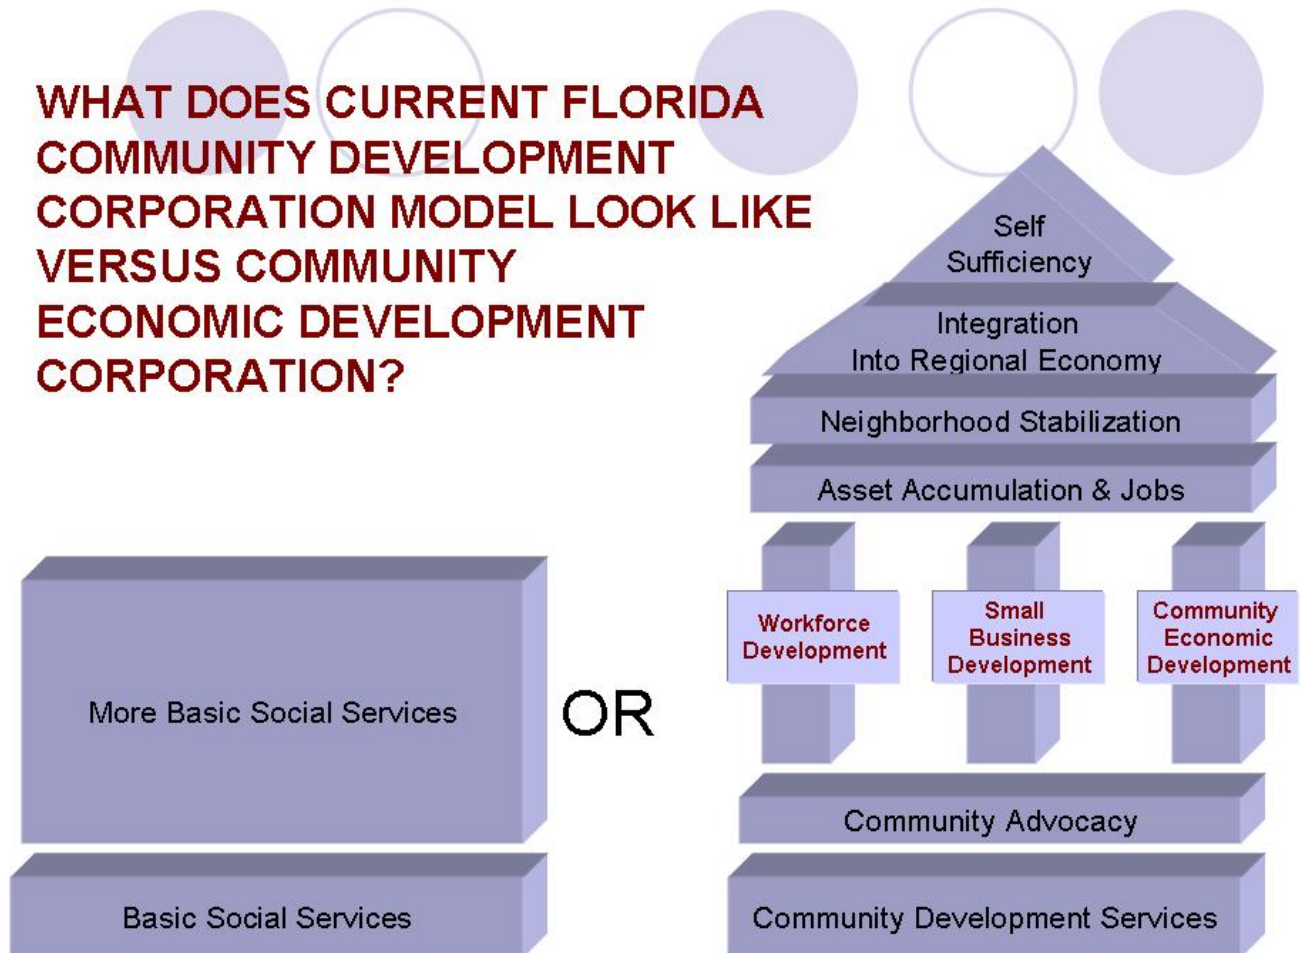 WHAT DOES CURRENT FLORIDA
COMMUNITY DEVELOPMENT
CORPORATION MODEL LOOK LIKE
VERSUS COMMUNITY
ECONOMIC DEVELOPMENT
CORPORATION?
More Basic Social Services
Basic Social Services
OR
Self
Sufficiency
Integration
Into Regional Economy
Neighborhood Stabilization
Asset Accumulation & Jobs
Workforce
Development
Small
Business
Development
Community
Economic
Development
Community Advocacy
Community Development Services